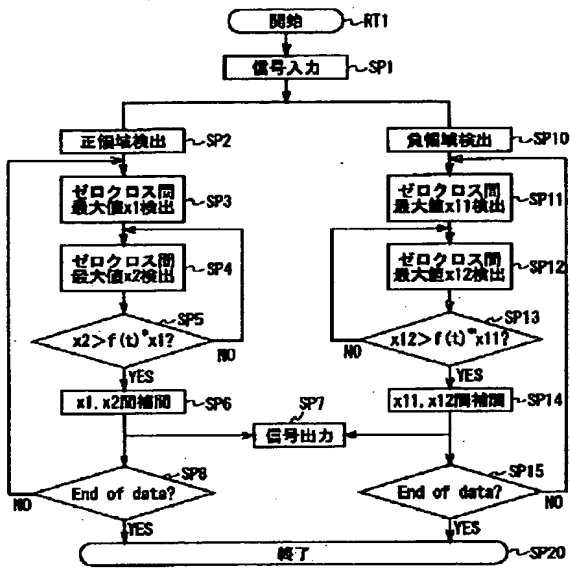 開始
RT1
信号入力
SP1
正領域検出
SP2
負領域検出
SP10
ゼロクロス間
最大値x1検出
SP3
ゼロクロス間
最大値x11検出
SP11
ゼロクロス間
最大値x2検出
SP4
ゼロクロス間
最大値x12検出
SP12
SP5
x2>f(t)*x1?
NO
YES
SP13
x12>f(t)*x11?
NO
YES
x1,x2間補間
SP6
SP7
信号出力
x11,x12間補間
SP14
SP8
End of data?
NO
YES
SP15
End of data?
NO
YES
終了
SP20